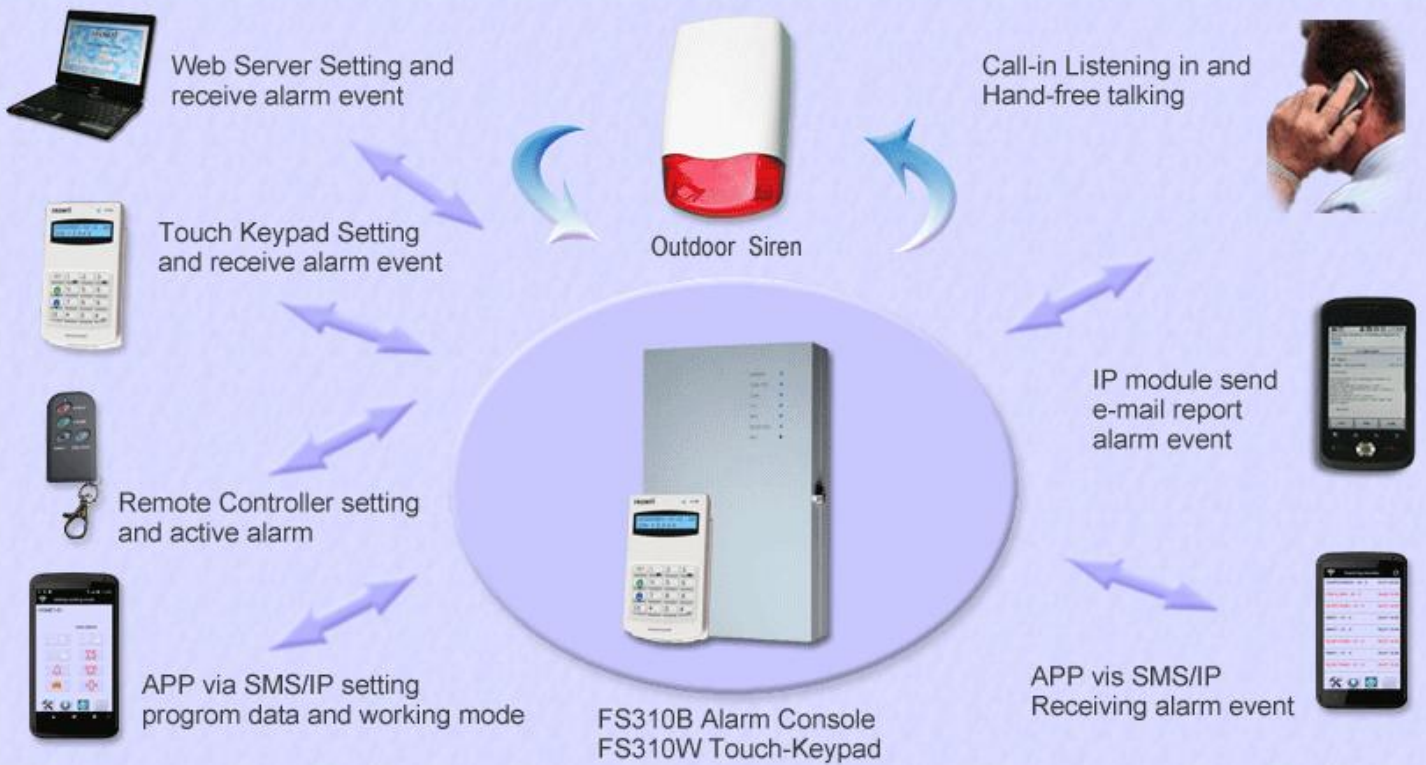 Web Server Setting and
receive alarm event
Call-in Listening in and
Hand-free talking
Outdoor Siren
Touch Keypad Setting
and receive alarm event
IP module send
e-mail report
alarm event
Remote Controller setting
and active alarm
APP via SMS/IP setting
progrom data and working mode
APP vis SMS/IP
Receiving alarm event
FS310B Alarm Console
FS310W Touch-Keypad